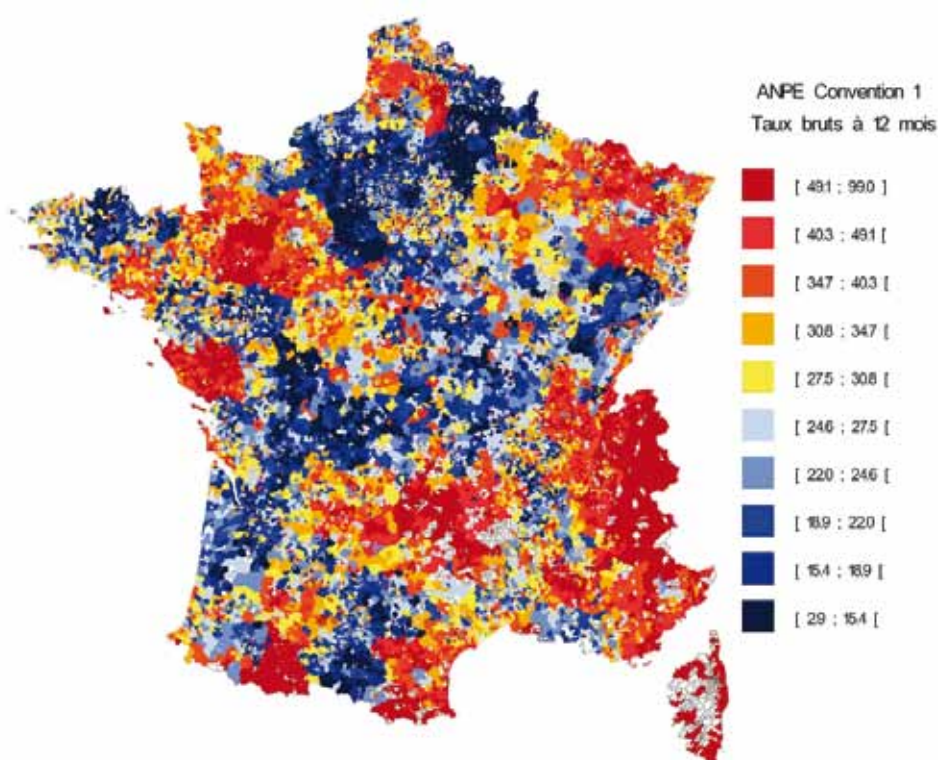 ANPE Convention 1
Taux bruts à 12 mois
[ 49.1 ; 99.0 ]
[ 40.3 ; 49.1 [
[ 34.7 ; 40.3 [
[ 30.8 ; 34.7 [
[ 27.5 ; 30.8 [
[ 24.6 ; 27.5 [
[ 22.0 ; 24.6 [
[ 18.9 ; 22.0 [
[ 15.4 ; 18.9 [
[ 2.9 ; 15.4 [